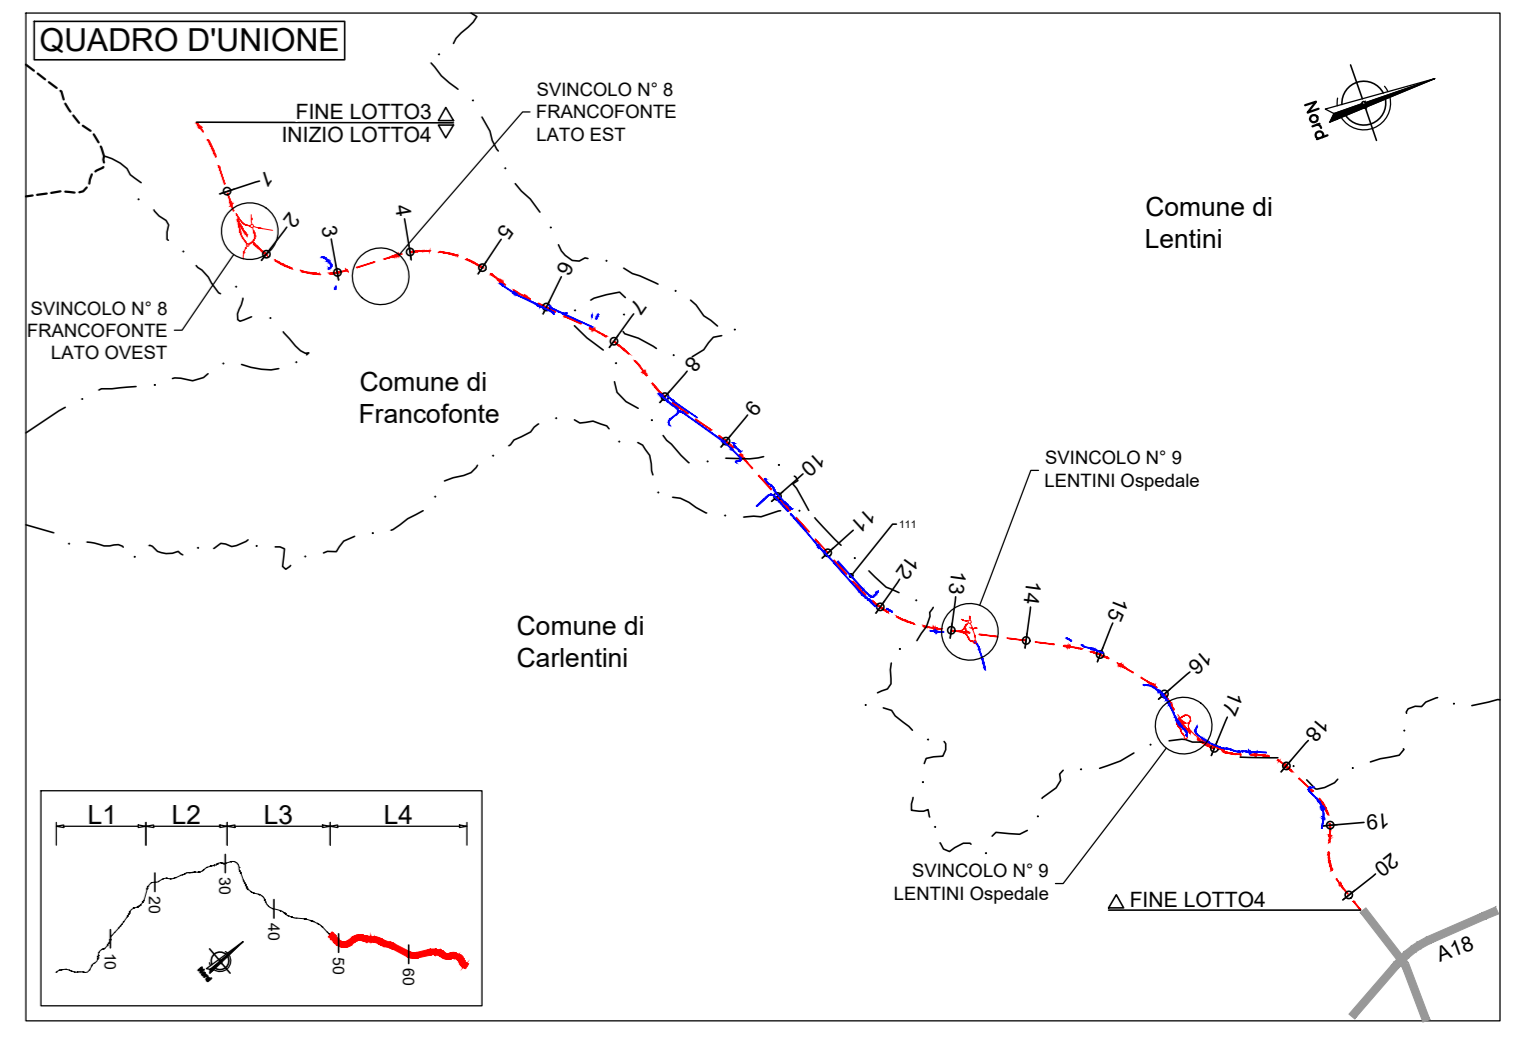 QUADRO D'UNIONE
FINE LOTTO3
INIZIO LOTTO4
SVINCOLO N° 8
FRANCOFONTE
LATO EST
Nord
Comune di
Lentini
1
2
3
4
5
6
7
8
9
10
11
12
13
14
15
16
17
18
19
20
SVINCOLO N° 8
FRANCOFONTE
LATO OVEST
Comune di
Francofonte
SVINCOLO N° 9
LENTINI Ospedale
111
Comune di
Carlentini
SVINCOLO N° 9
LENTINI Ospedale
FINE LOTTO4
A18
L1
L2
L3
L4
10
20
30
40
50
60
Nord